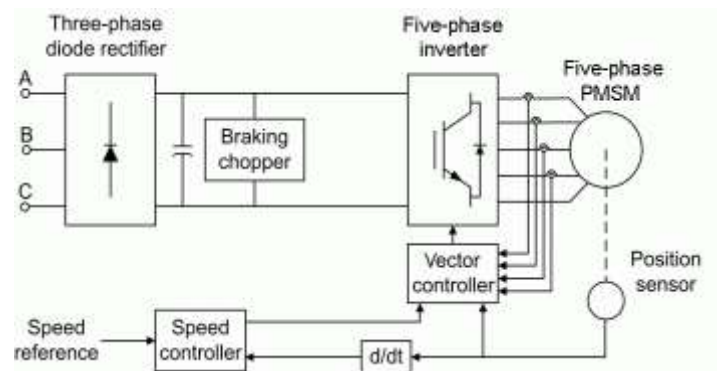 Three-phase
diode rectifier
Five-phase
inverter
Five-phase
PMSM
A
B
C
Braking
chopper
Vector
controller
Position
sensor
Speed
reference
Speed
controller
d/dt